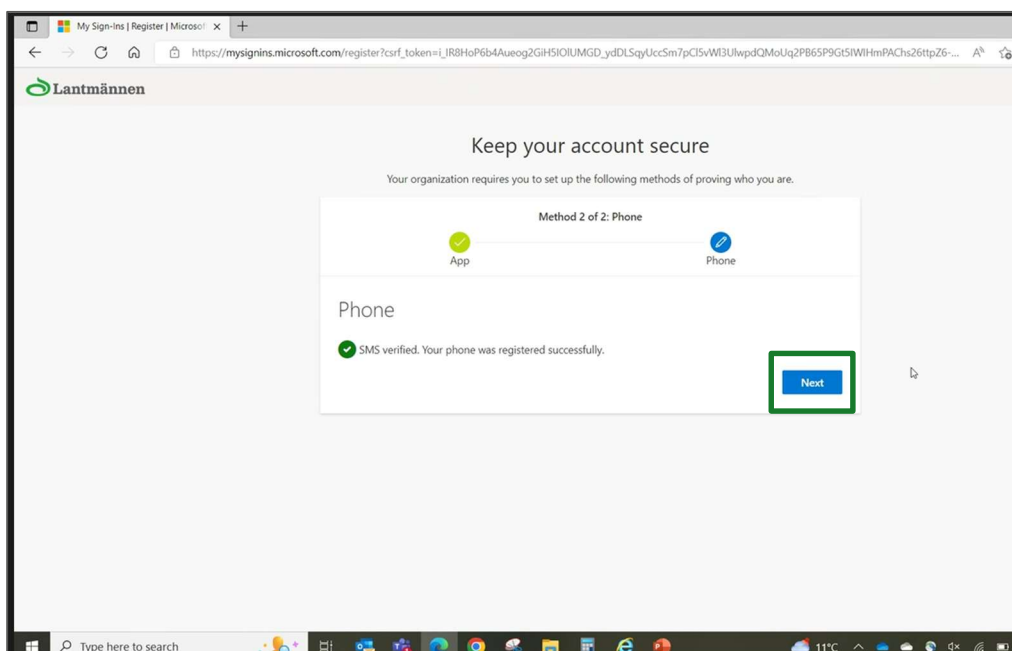 My Sign-Ins | Register | Microsof
https://mysignins.microsoft.com/register?csrf_token=
Lantmännen
Keep your account secure
Your organization requires you to set up the following methods of proving who you are.
Method 2 of 2: Phone
App
Phone
Phone
SMS verified. Your phone was registered successfully.
Next
Type here to search
11°C